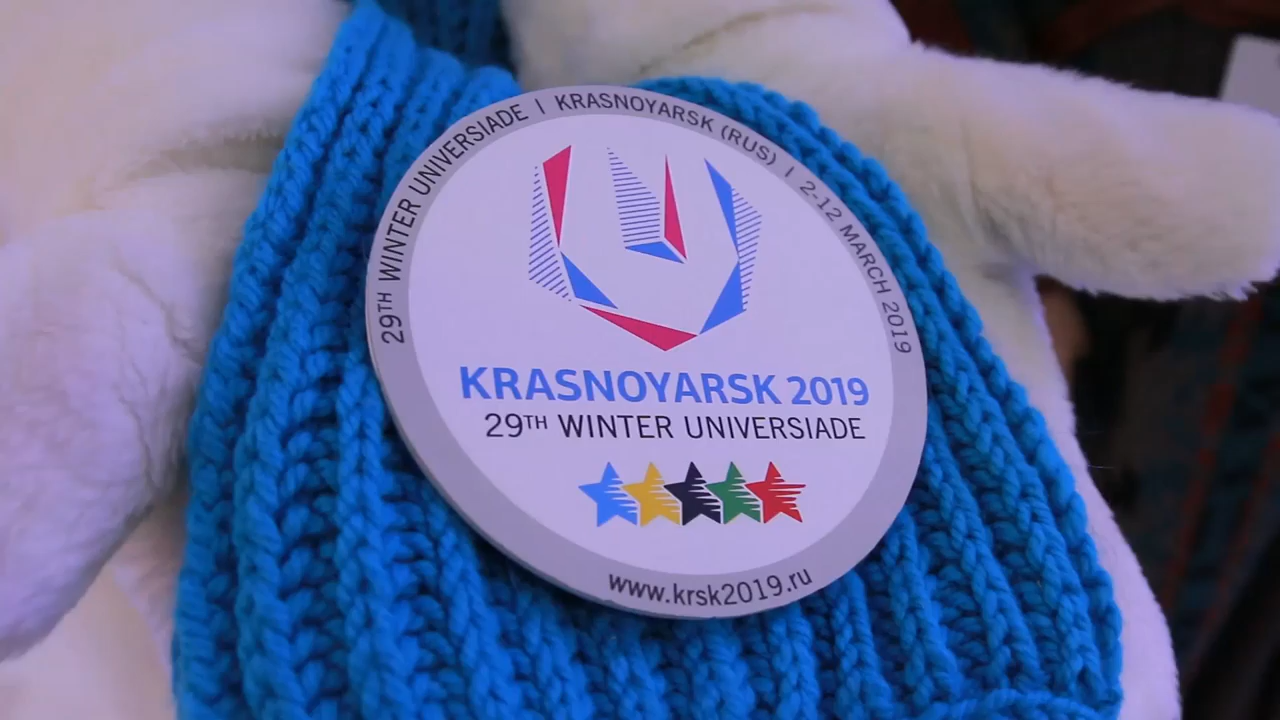 29TH WINTER UNIVERSIADE | KRASNOYARSK (RUS) | 2-12 MARCH 2019
KRASNOYARSK 2019
29TH WINTER UNIVERSIADE
www.krsk2019.ru